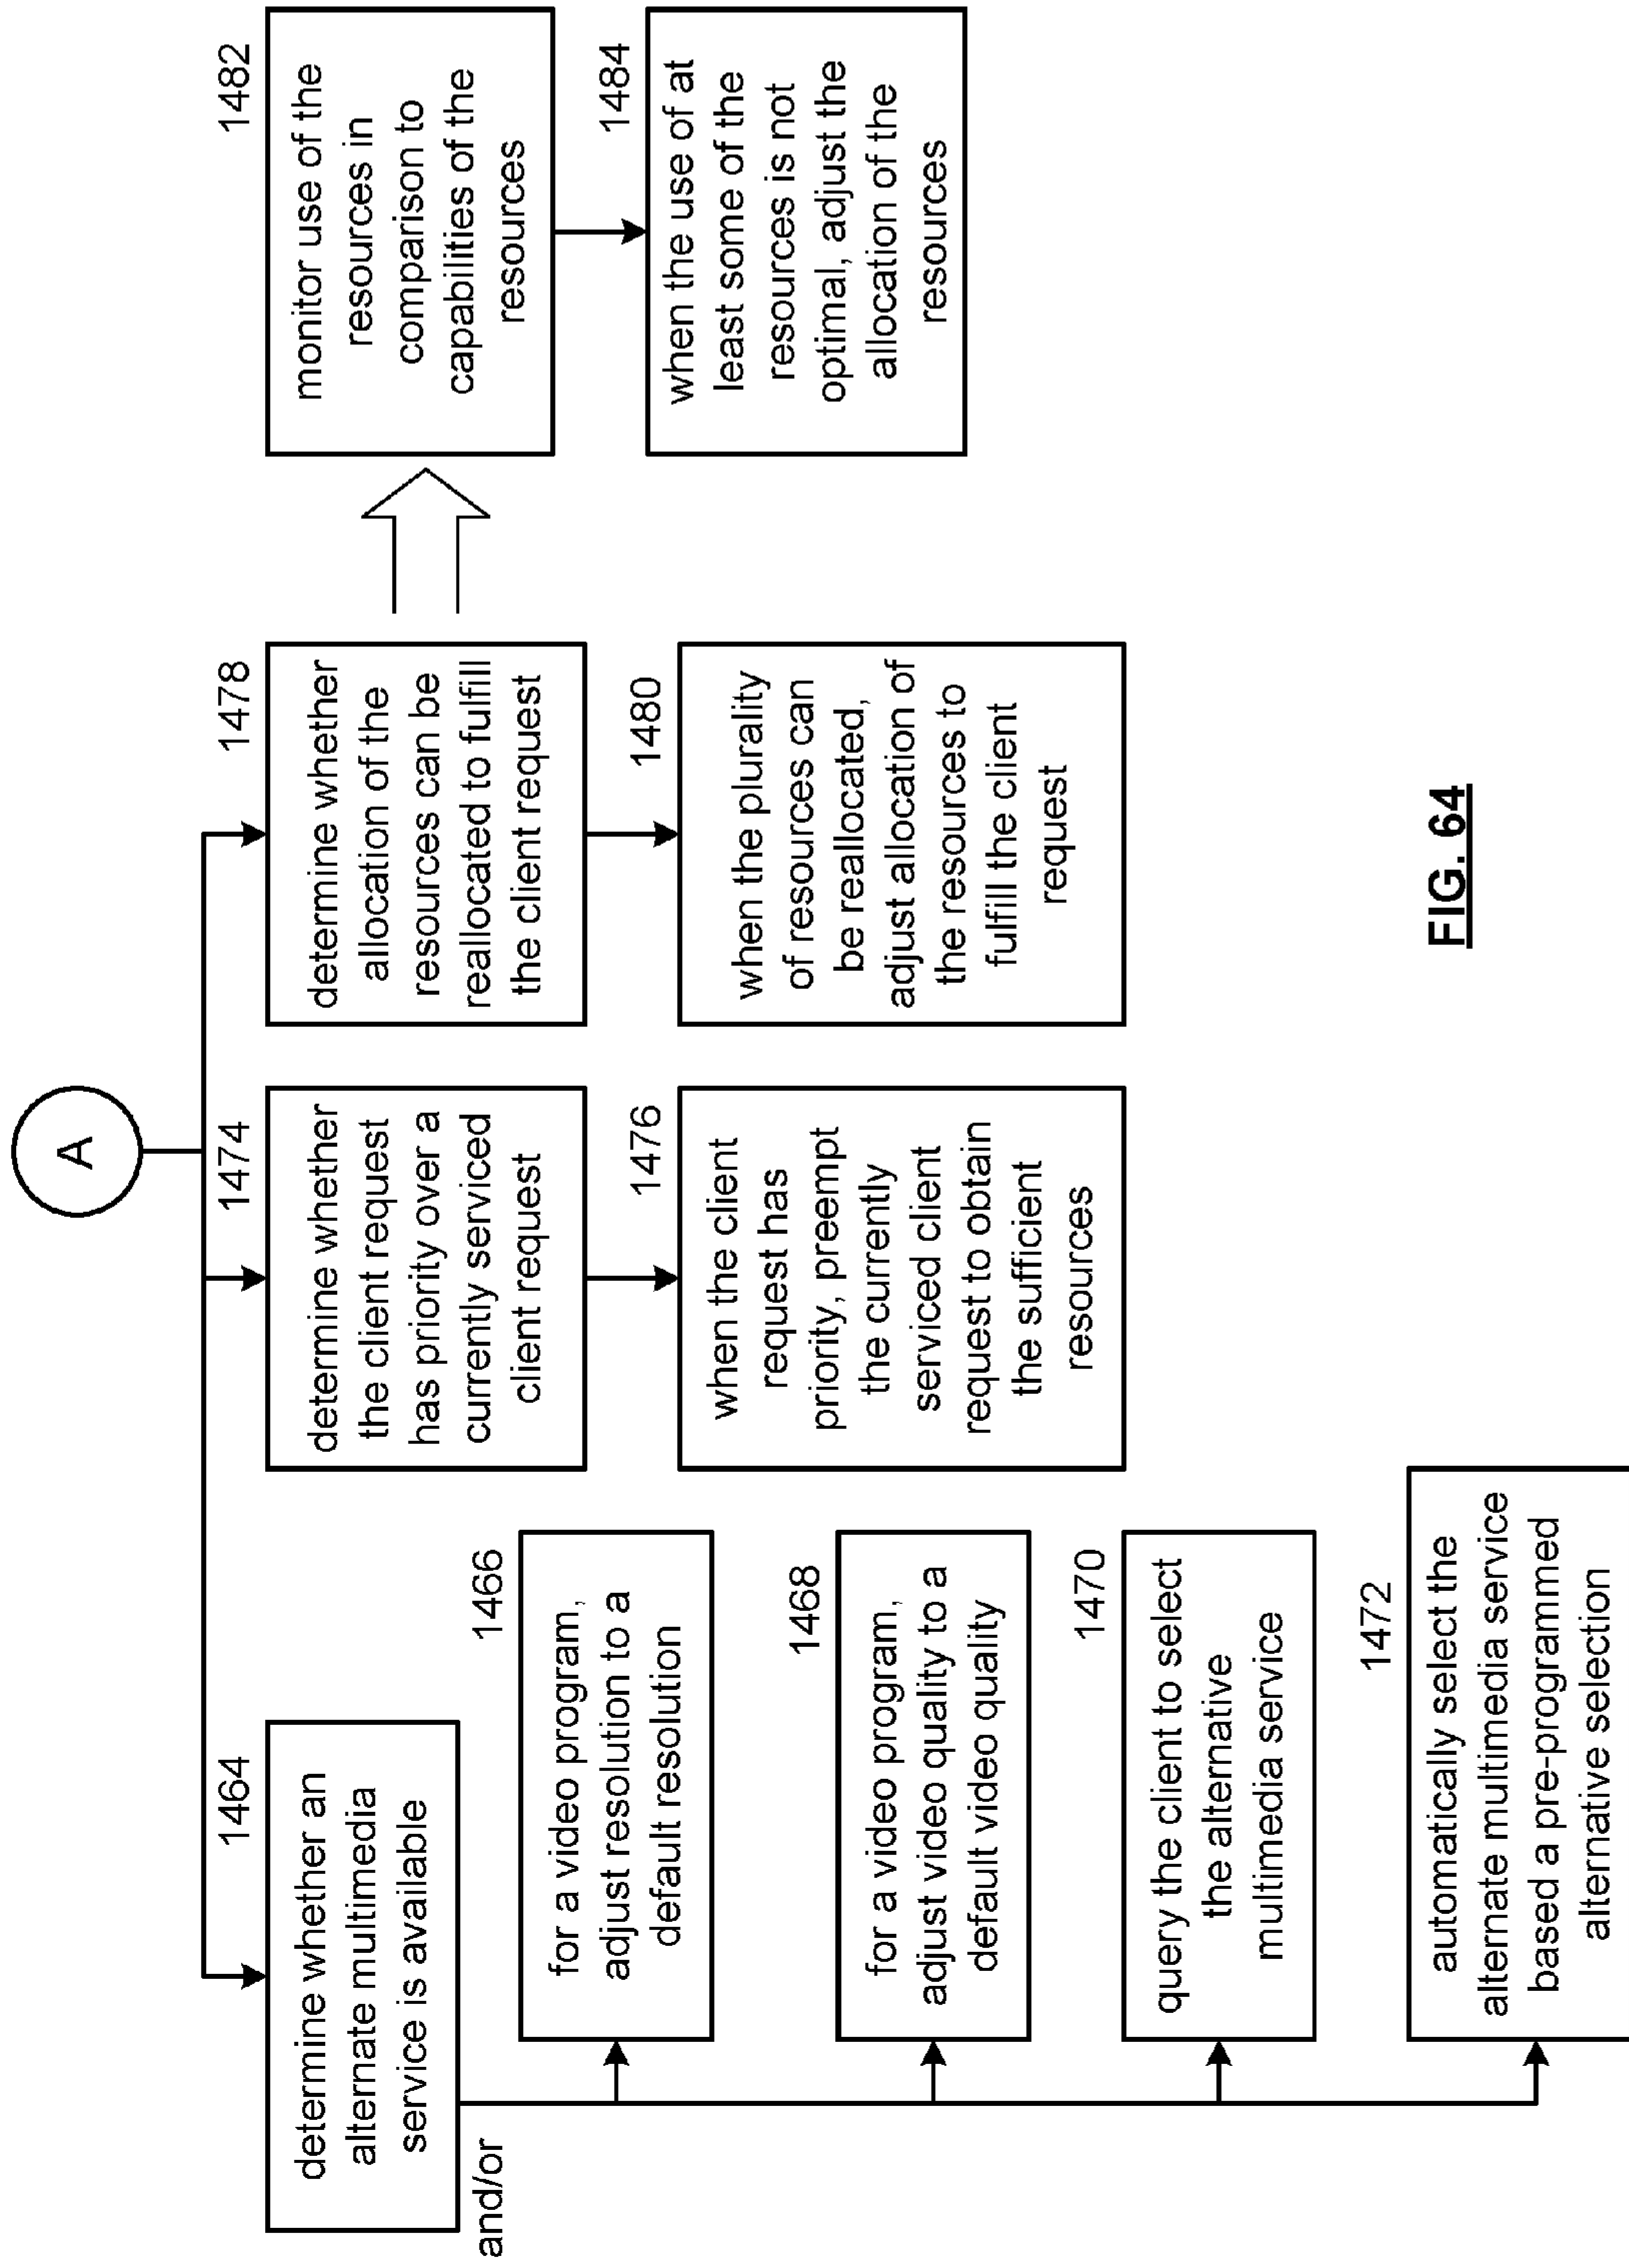 A
1464
determine whether an
alternate multimedia
service is available
and/or
1466
for a video program,
adjust resolution to a
default resolution
1468
for a video program,
adjust video quality to a
default video quality
1470
query the client to select
the alternative
multimedia service
1472
automatically select the
alternate multimedia service
based a pre-programmed
alternative selection
1474
determine whether
the client request
has priority over a
currently serviced
client request
1476
when the client
request has
priority, preempt
the currently
serviced client
request to obtain
the sufficient
resources
1478
determine whether
allocation of the
resources can be
reallocated to fulfill
the client request
1480
when the plurality
of resources can
be reallocated,
adjust allocation of
the resources to
fulfill the client
request
1482
monitor use of the
resources in
comparison to
capabilities of the
resources
1484
when the use of at
least some of the
resources is not
optimal, adjust the
allocation of the
resources
FIG. 64